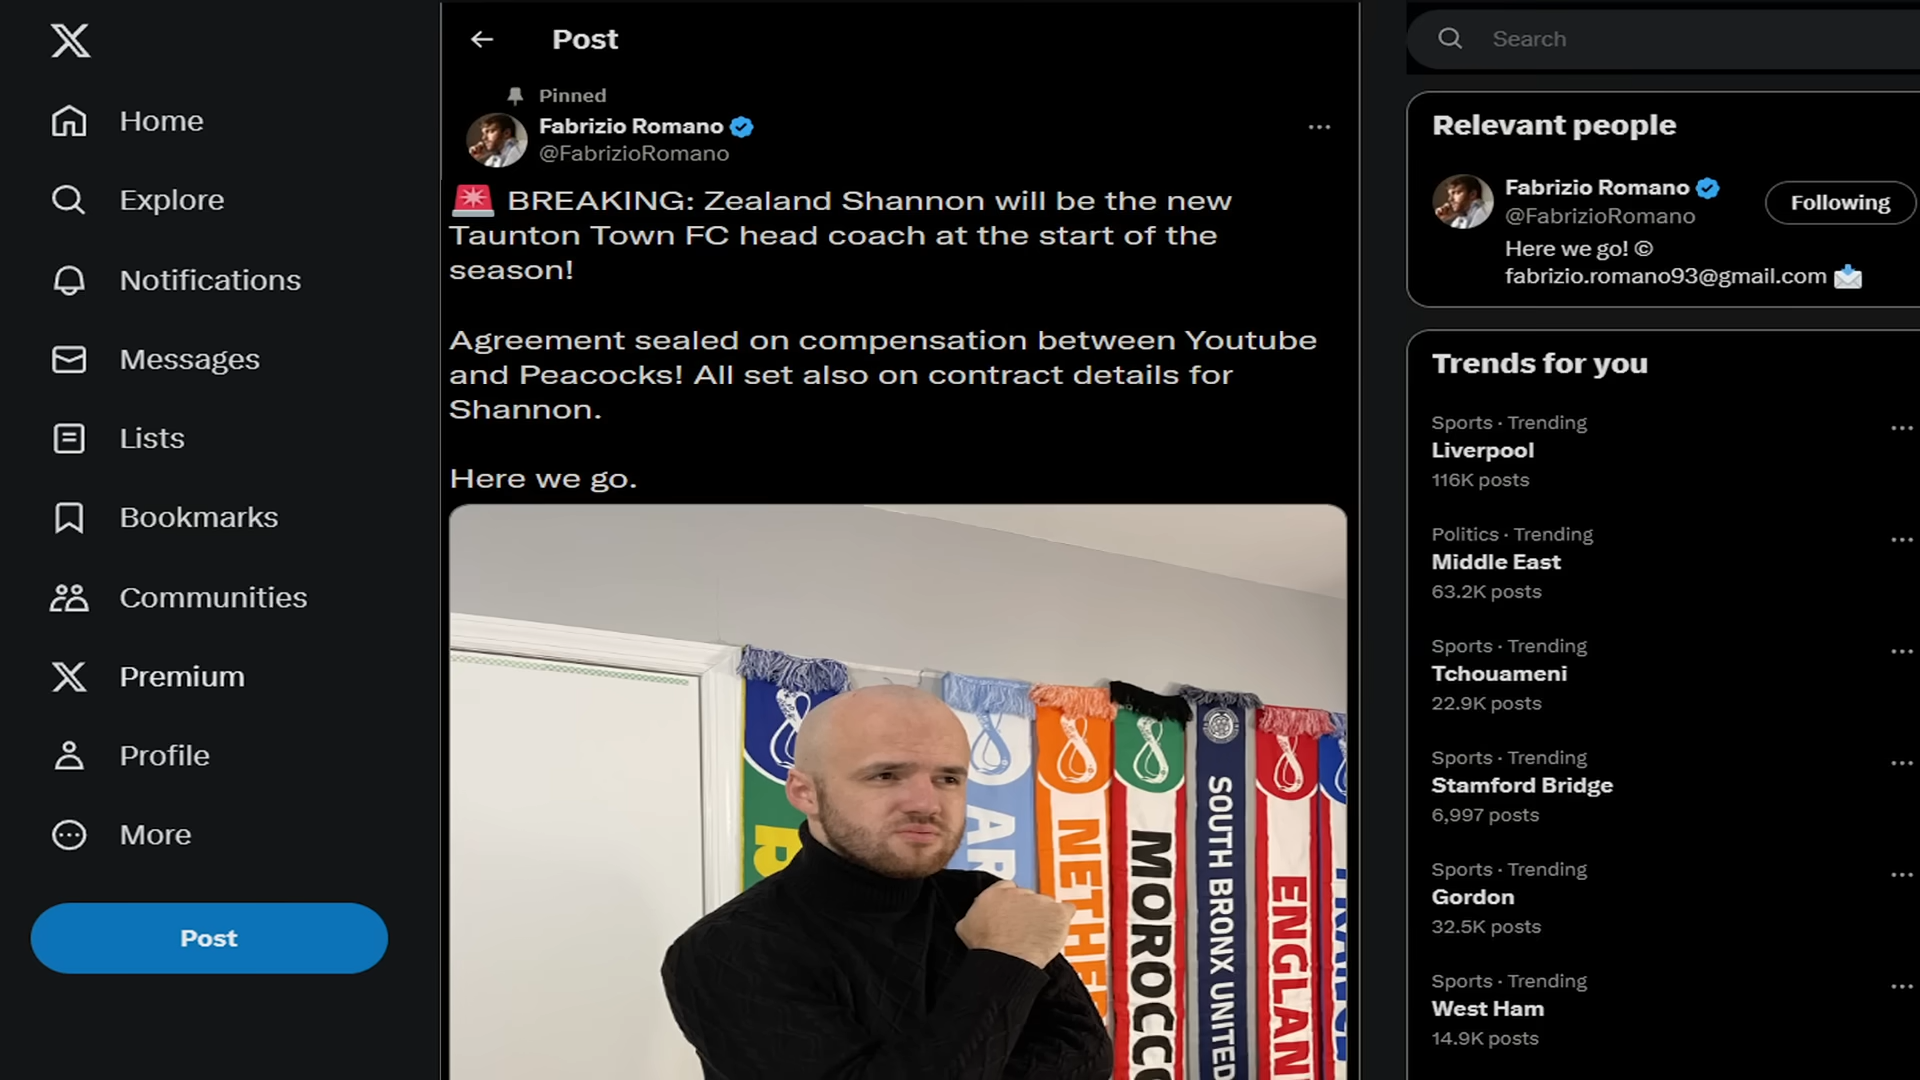 Home
Explore
Notifications
Messages
Lists
Bookmarks
Communities
Premium
Profile
More
Post
Post
Pinned
Fabrizio Romano
@FabrizioRomano
BREAKING: Zealand Shannon will be the new
Taunton Town FC head coach at the start of the
season!
Agreement sealed on compensation between Youtube
and Peacocks! All set also on contract details for
Shannon.
Here we go.
NETHER
MOROCCO
SOUTH BRONX UNITED
ENGLAN
Search
Relevant people
Fabrizio Romano
@FabrizioRomano
Following
Here we go! ©
fabrizio.romano93@gmail.com
Trends for you
Sports · Trending
Liverpool
116K posts
Politics · Trending
Middle East
63.2K posts
Sports · Trending
Tchouameni
22.9K posts
Sports · Trending
Stamford Bridge
6,997 posts
Sports · Trending
Gordon
32.5K posts
Sports · Trending
West Ham
14.9K posts